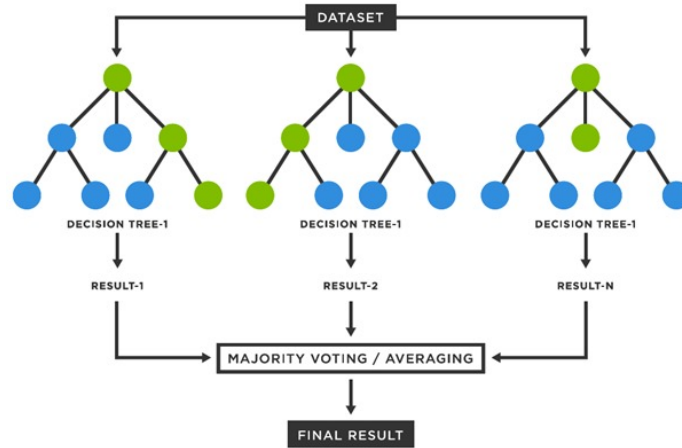 DATASET
DECISION TREE-1
DECISION TREE-1
DECISION TREE-1
RESULT-1
RESULT-2
RESULT-N
MAJORITY VOTING / AVERAGING
FINAL RESULT